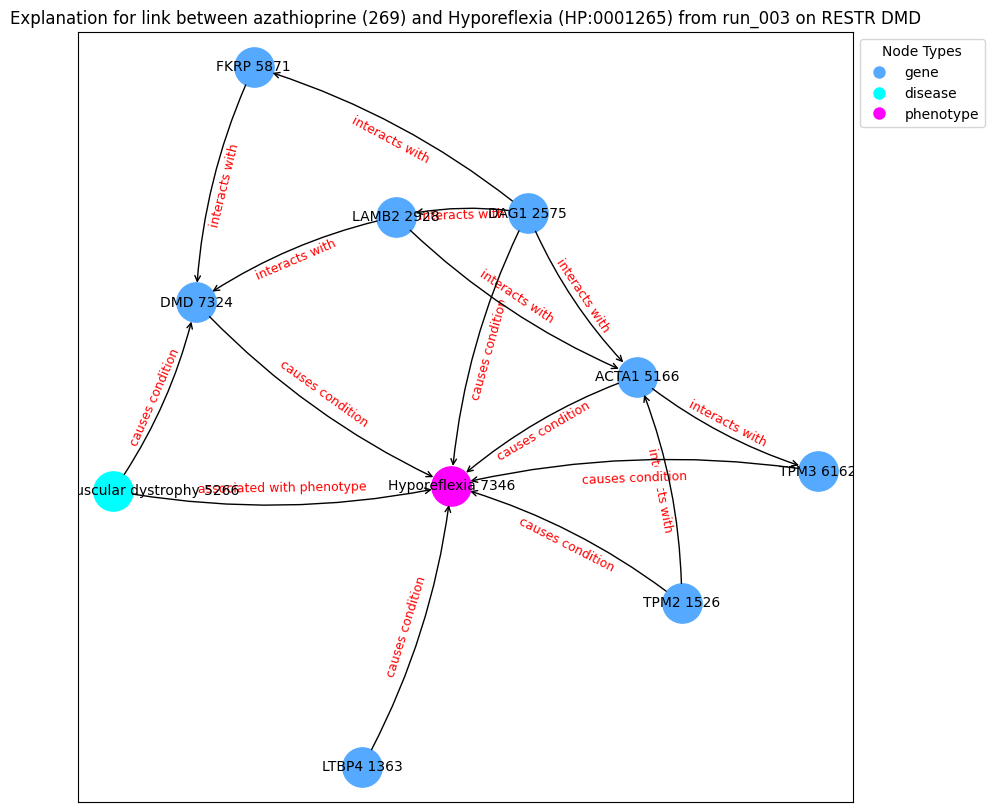 Explanation for link between azathioprine (269) and Hyporeflexia (HP:0001265) from run_003 on RESTR DMD
Node Types
gene
disease
phenotype
FKRP 5871
interacts with
interacts with
LAMB2 2928
interacts with
DAG1 2575
interacts with
interacts with
interacts with
DMD 7324
causes condition
causes condition
ACTA1 5166
causes condition
causes condition
causes condition
interacts with
TPM3 6162
causes condition
dystrophy 5266
associated with phenotype
Hyporeflexia 7346
causes condition
TPM2 1526
causes condition
LTBP4 1363